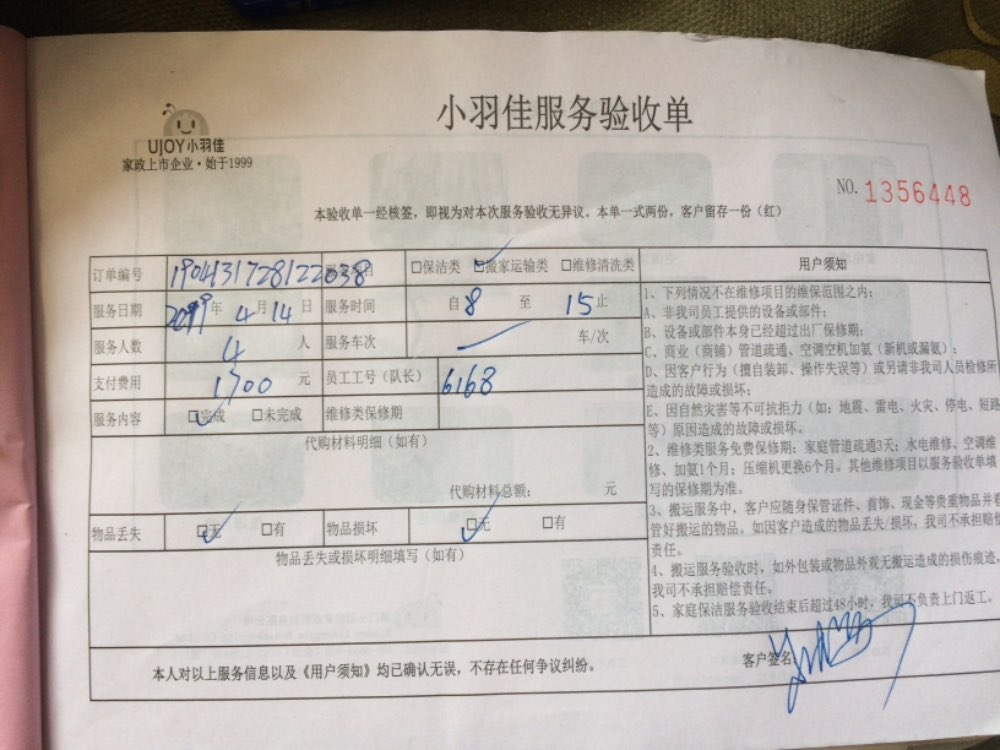 小羽佳服务验收单
UJOY小羽佳
家政上市企业·始于1999
NO. 1356448
本验收单一经核签，即视为对本次服务验收无异议。本单一式两份，客户留存一份（红）
订单编号 1904131728122038 服务项目 □保洁类 ☑搬家运输类 □维修清洗类
服务日期 2019年 4月14日 服务时间 自 8 至 15 止
服务人数 4 人 服务车次 车/次
支付费用 1700 元 员工工号（队长） 6168
服务内容 ☑完成 □未完成 维修类保修期
代购材料明细（如有）
代购材料总额： 元
物品丢失 ☑无 □有 物品损坏 ☑无 □有
物品丢失或损坏明细填写（如有）
用户须知
1、下列情况不在维修项目的维保范围之内：
A、非我司员工提供的设备或部件；
B、设备或部件本身已经超过出厂保修期；
C、商业（商铺）管道疏通、空调空机加氨（新机或漏氨）；
D、因客户行为（擅自装卸、操作失误等）或另请非我司人员检修所
造成的故障或损坏；
E、因自然灾害等不可抗拒力（如：地震、雷电、火灾、停电、短路
等）原因造成的故障或损坏。
2、维修类服务免费保修期：家庭管道疏通3天；水电维修、空调维
修、加氨1个月；压缩机更换6个月。其他维修项目以服务验收单填
写的保修期为准。
3、搬运服务中，客户应随身保管证件、首饰、现金等贵重物品并看
管好搬运的物品。如因客户造成的物品丢失/损坏，我司不承担赔偿
责任。
4、搬运服务验收时，如外包装或物品外观无搬运造成的损伤痕迹，
我司不承担赔偿责任。
5、家庭保洁服务验收结束后超过48小时，我司不负责上门返工。
本人对以上服务信息以及《用户须知》均已确认无误，不存在任何争议纠纷。
客户签名：